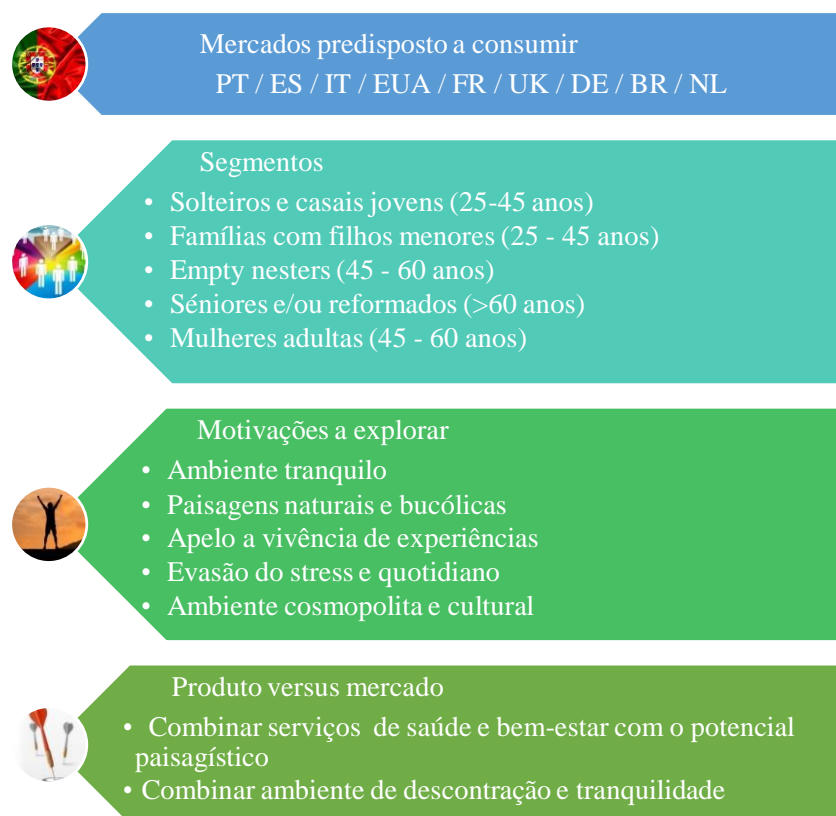 Mercados predisposto a consumir
PT / ES / IT / EUA / FR / UK / DE / BR / NL
Segmentos
• Solteiros e casais jovens (25-45 anos)
• Famílias com filhos menores (25 - 45 anos)
• Empty nesters (45 - 60 anos)
• Séniores e/ou reformados (>60 anos)
• Mulheres adultas (45 - 60 anos)
Motivações a explorar
• Ambiente tranquilo
• Paisagens naturais e bucólicas
• Apelo a vivência de experiências
• Evasão do stress e quotidiano
• Ambiente cosmopolita e cultural
Produto versus mercado
• Combinar serviços de saúde e bem-estar com o potencial
paisagístico
• Combinar ambiente de descontração e tranquilidade